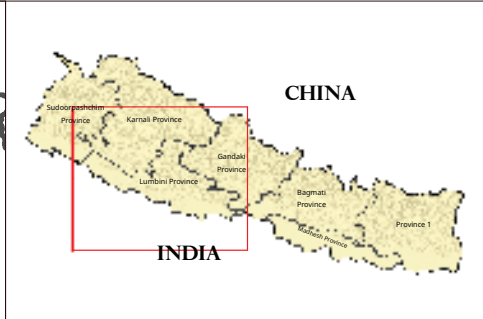 CHINA
Sudoorpashchim
Province
Karnali Province
Gandaki
Province
Lumbini Province
Bagmati
Province
Province 1
Madhesh Province
INDIA